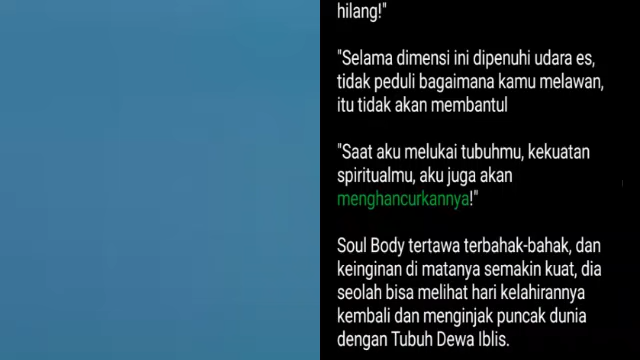 hilang!"
"Selama dimensi ini dipenuhi udara es,
tidak peduli bagaimana kamu melawan,
itu tidak akan membantul
"Saat aku melukai tubuhmu, kekuatan
spiritualmu, aku juga akan
menghancurkannya!"
Soul Body tertawa terbahak-bahak, dan
keinginan di matanya semakin kuat, dia
seolah bisa melihat hari kelahirannya
kembali dan menginjak puncak dunia
dengan Tubuh Dewa Iblis.